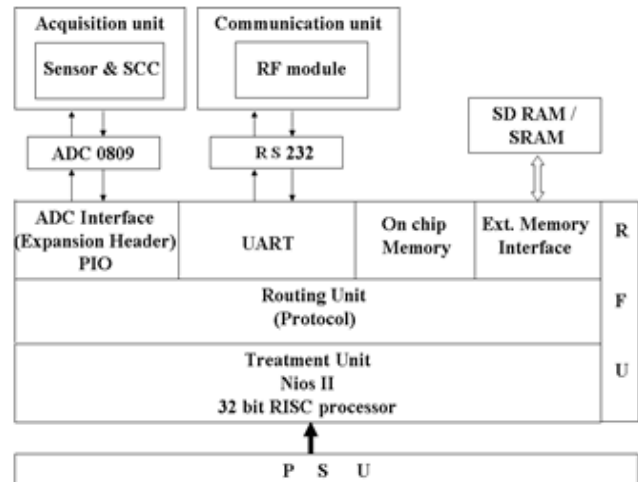 Acquisition unit
Sensor & SCC
Communication unit
RF module
ADC 0809
R S 232
SD RAM /
SRAM
ADC Interface
(Expansion Header)
PIO
UART
On chip
Memory
Ext. Memory
Interface
R
F
U
Routing Unit
(Protocol)
Treatment Unit
Nios II
32 bit RISC processor
P S U